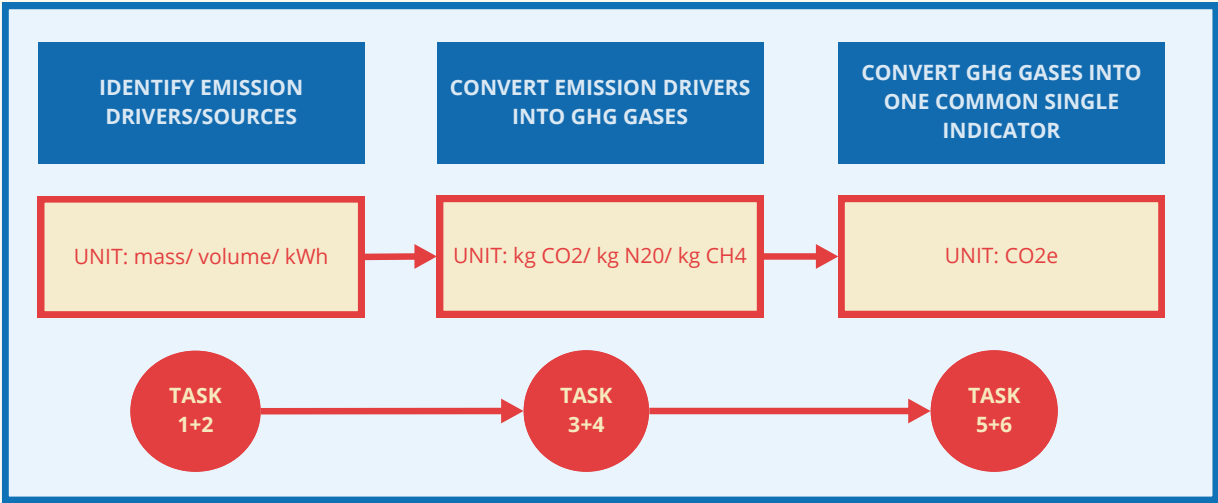 IDENTIFY EMISSION
DRIVERS/SOURCES
CONVERT EMISSION DRIVERS
INTO GHG GASES
CONVERT GHG GASES INTO
ONE COMMON SINGLE
INDICATOR
UNIT: mass/ volume/ kWh
UNIT: kg CO2/ kg N20/ kg CH4
UNIT: CO2e
TASK
1+2
TASK
3+4
TASK
5+6